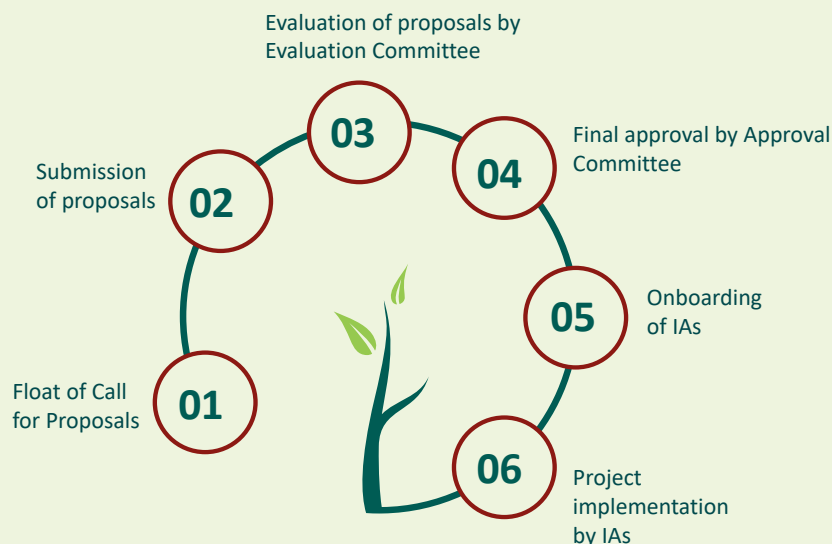 01
Float of Call
for Proposals
02
Submission
of proposals
03
Evaluation of proposals by
Evaluation Committee
04
Final approval by Approval
Committee
05
Onboarding
of IAs
06
Project
implementation
by IAs